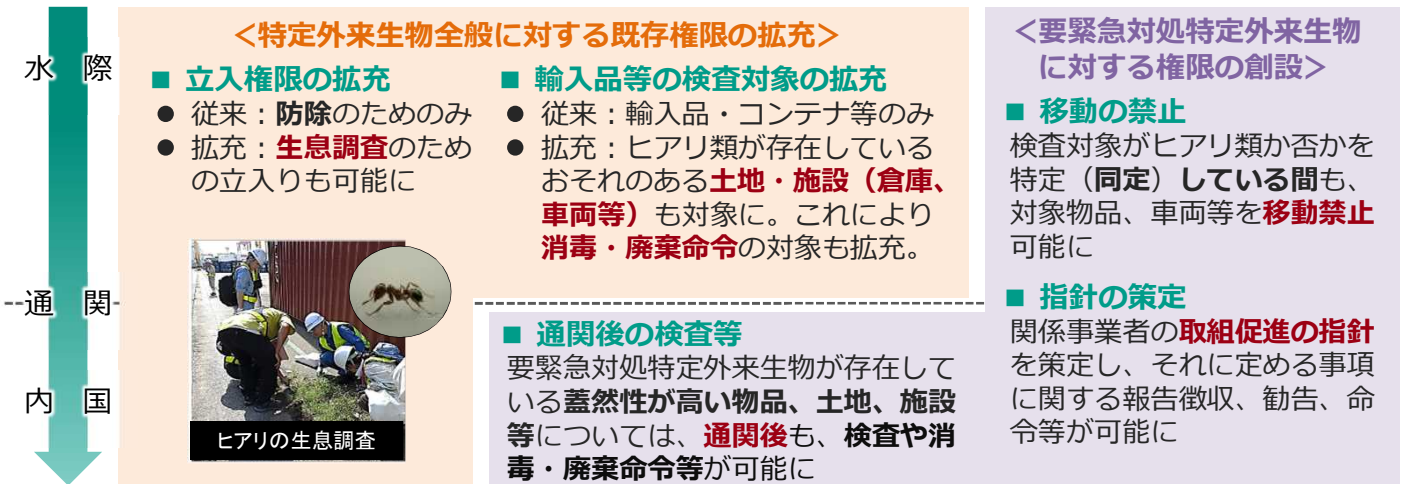 水 際
--通 関-
内 国
＜特定外来生物全般に対する既存権限の拡充＞
■ 立入権限の拡充
● 従来：防除のためのみ
● 拡充：生息調査のため
の立入りも可能に
ヒアリの生息調査
■ 輸入品等の検査対象の拡充
● 従来：輸入品・コンテナ等のみ
● 拡充：ヒアリ類が存在している
おそれのある土地・施設（倉庫、
車両等）も対象に。これにより
消毒・廃棄命令の対象も拡充。
■ 通関後の検査等
要緊急対処特定外来生物が存在して
いる蓋然性が高い物品、土地、施設
等については、通関後も、検査や消
毒・廃棄命令等が可能に
＜要緊急対処特定外来生物
に対する権限の創設＞
■ 移動の禁止
検査対象がヒアリ類か否かを
特定（同定）している間も、
対象物品、車両等を移動禁止
可能に
■ 指針の策定
関係事業者の取組促進の指針
を策定し、それに定める事項
に関する報告徴収、勧告、命
令等が可能に